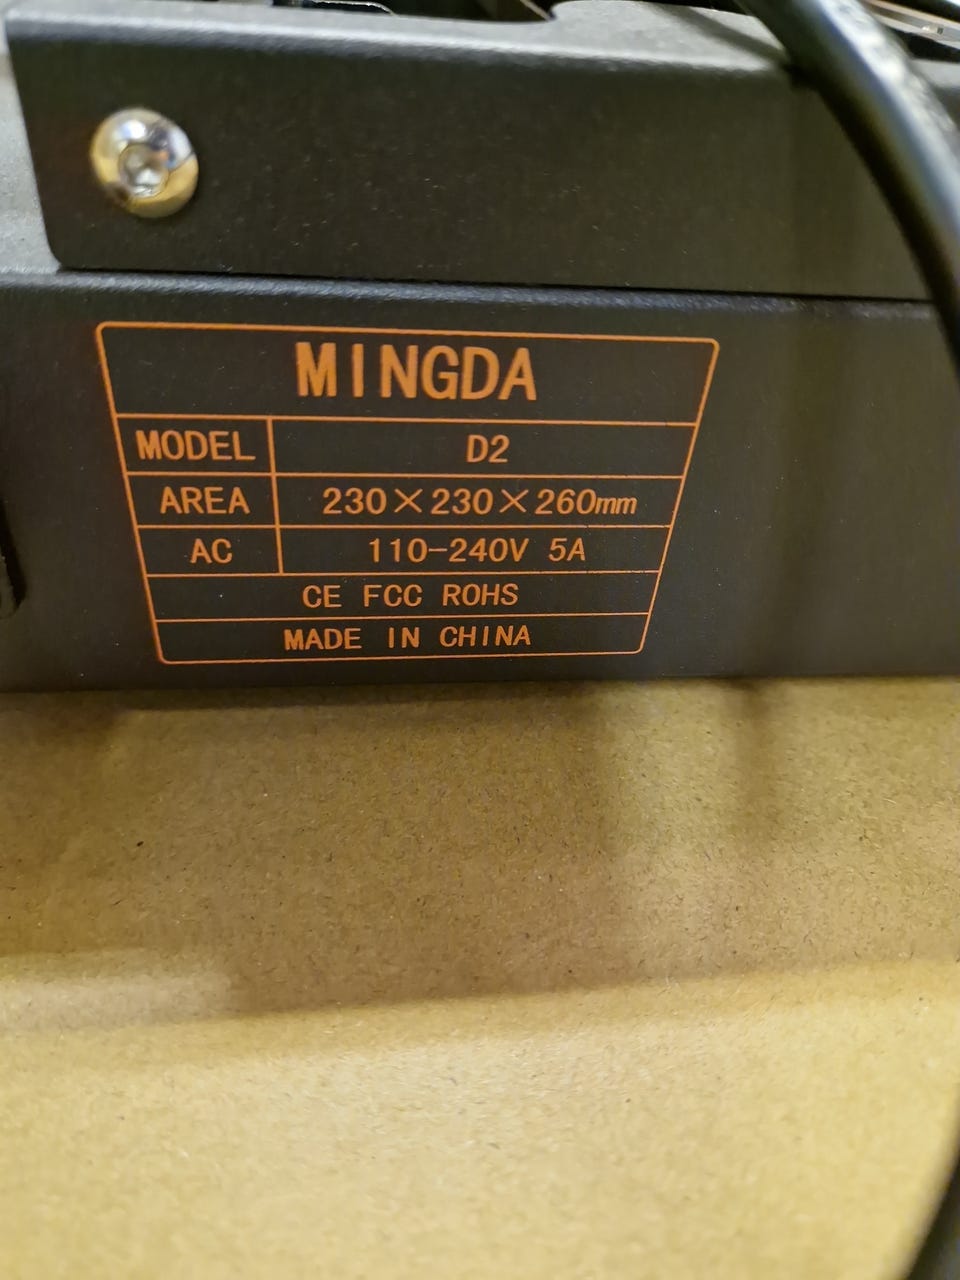 MINGDA
MODEL D2
AREA 230×230×260mm
AC 110-240V 5A
CE FCC ROHS
MADE IN CHINA